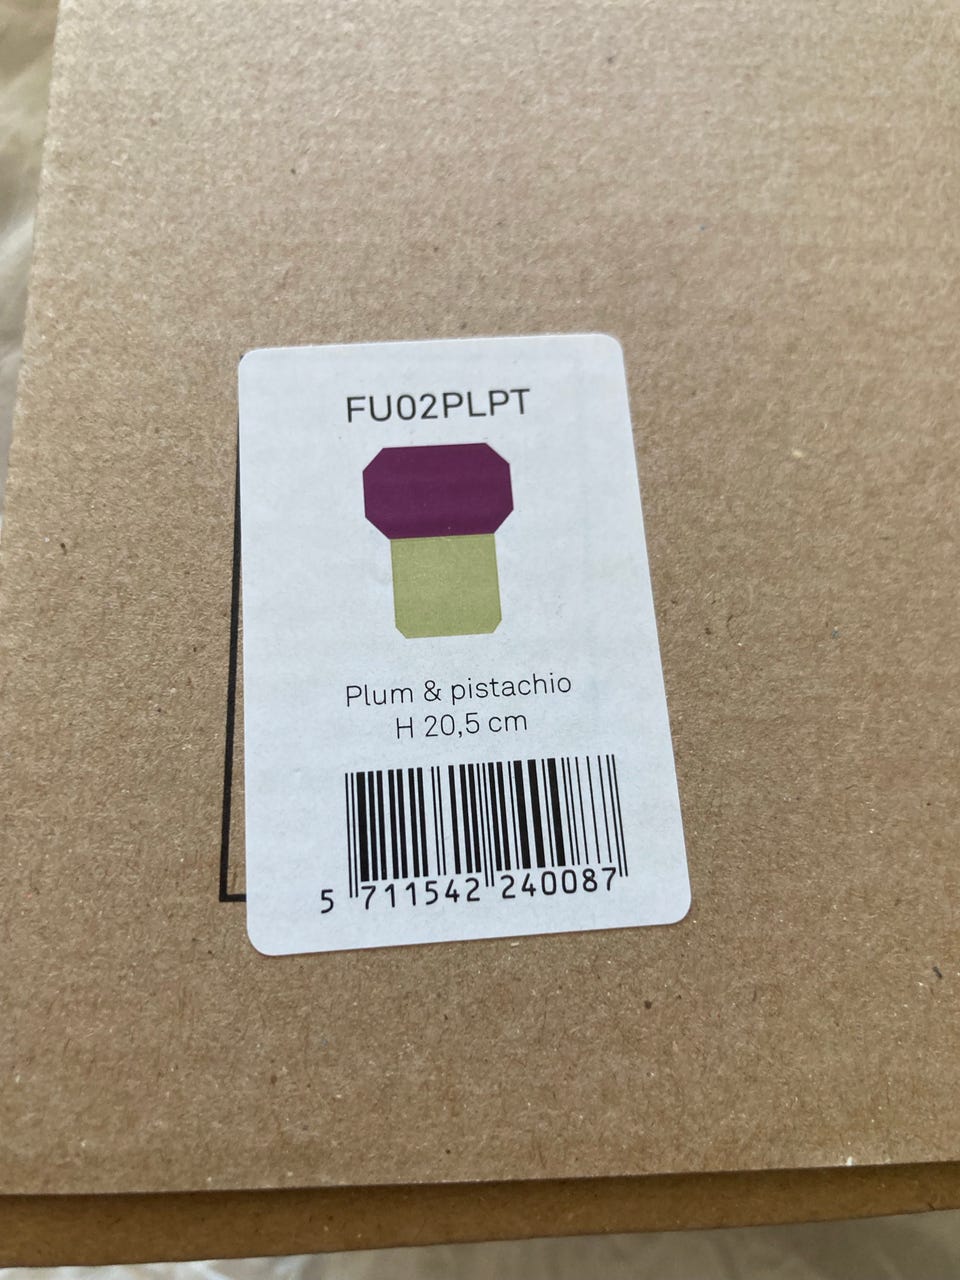 FU02PLPT
Plum & pistachio
H 20,5 cm
5 711542 240087